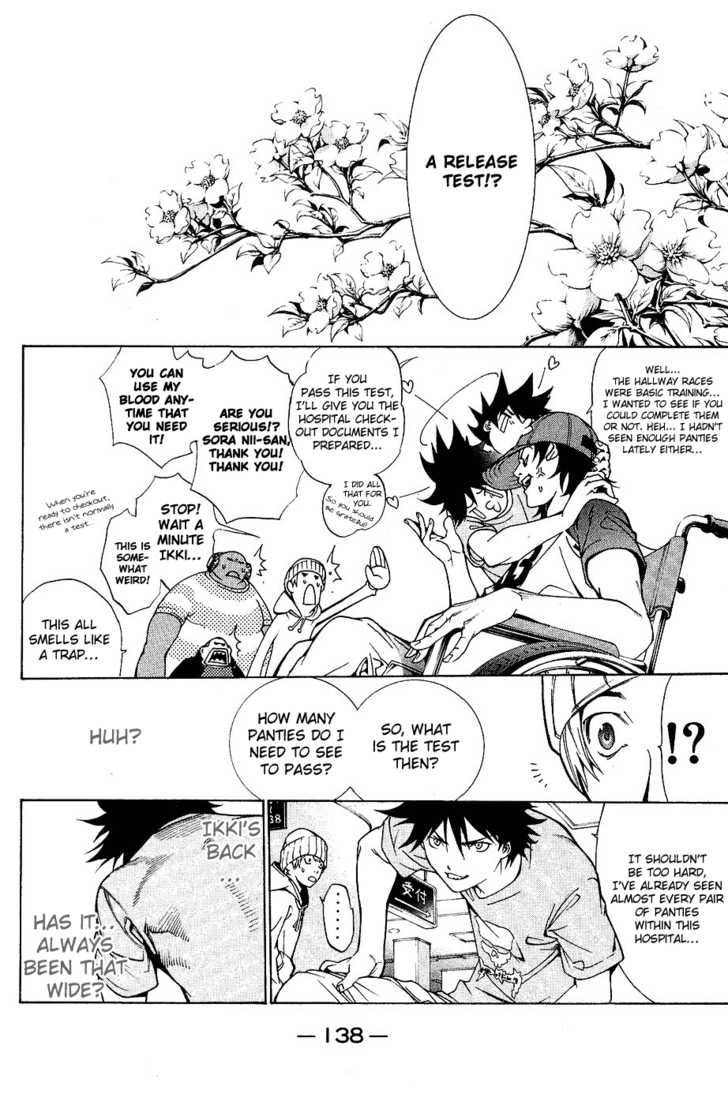 A RELEASE
TEST!?
WELL...
THE HALLWAY RACES
WERE BASIC TRAINING...
I WANTED TO SEE IF YOU
COULD COMPLETE THEM
OR NOT. HEH... I HADN'T
SEEN ENOUGH PANTIES
LATELY EITHER...
IF YOU
PASS THIS TEST,
I'LL GIVE YOU THE
HOSPITAL CHECK-
OUT DOCUMENTS I
PREPARED...
I DID ALL
THAT FOR
YOU.
So you should
be grateful!
ARE YOU
SERIOUS!?
SORA NII-SAN,
THANK YOU!
THANK YOU!
YOU CAN
USE MY
BLOOD ANY-
TIME THAT
YOU NEED
IT!
STOP!
WAIT A
MINUTE
IKKI...
THIS IS
SOME-
WHAT
WEIRD!
When you're
ready to checkout,
there isn't normally
a test...
THIS ALL
SMELLS LIKE
A TRAP...
!?
SO, WHAT
IS THE TEST
THEN?
HOW MANY
PANTIES DO I
NEED TO SEE
TO PASS?
HUH?
IT SHOULDN'T
BE TOO HARD,
I'VE ALREADY SEEN
ALMOST EVERY PAIR
OF PANTIES
WITHIN THIS
HOSPITAL...
受付
38
......
IKKI'S
BACK
...
HAS IT...
ALWAYS
BEEN THAT
WIDE?
— 138 —